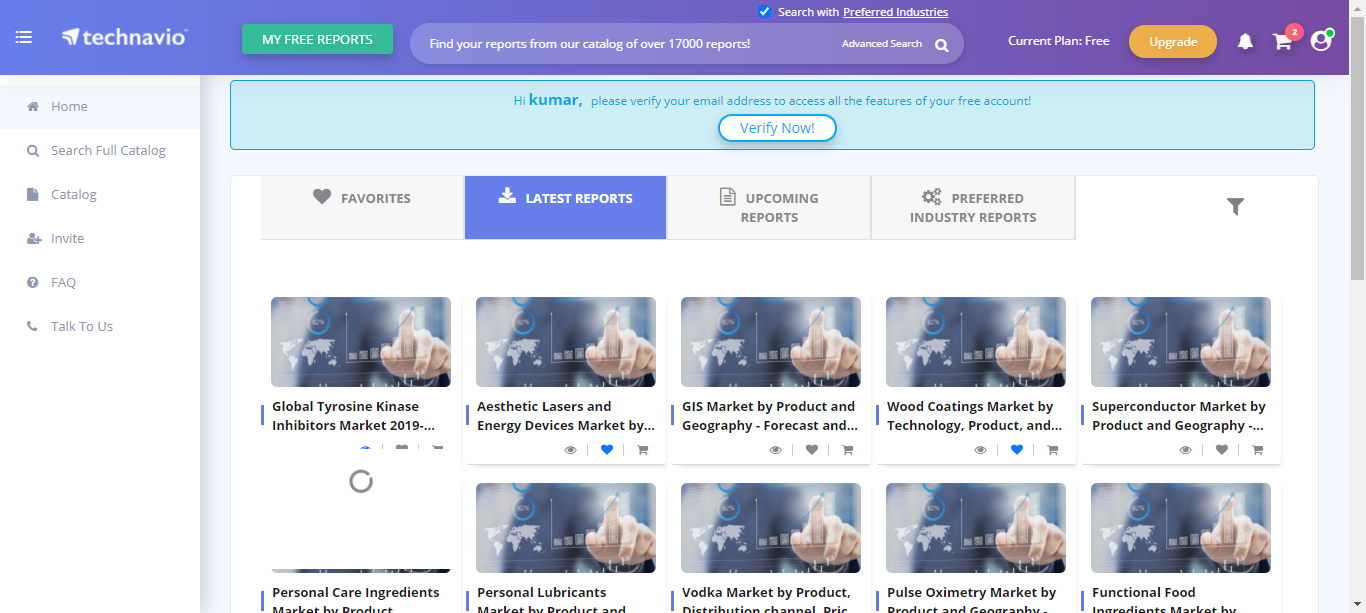 Search with Preferred Industries
technavio
MY FREE REPORTS
Find your reports from our catalog of over 17000 reports!
Advanced Search
Current Plan: Free
Upgrade
2
Home
Search Full Catalog
Catalog
Invite
FAQ
Talk To Us
Hi kumar, please verify your email address to access all the features of your free account!
Verify Now!
FAVORITES
LATEST REPORTS
UPCOMING
REPORTS
PREFERRED
INDUSTRY REPORTS
Global Tyrosine Kinase
Inhibitors Market 2019-...
Aesthetic Lasers and
Energy Devices Market by...
GIS Market by Product and
Geography - Forecast and...
Wood Coatings Market by
Technology, Product, and...
Superconductor Market by
Product and Geography -...
Personal Care Ingredients
Market by Product
Personal Lubricants
Market by Product and
Vodka Market by Product,
Distribution channel, Pric
Pulse Oximetry Market by
Product and Geography -
Functional Food
Ingredients Market by